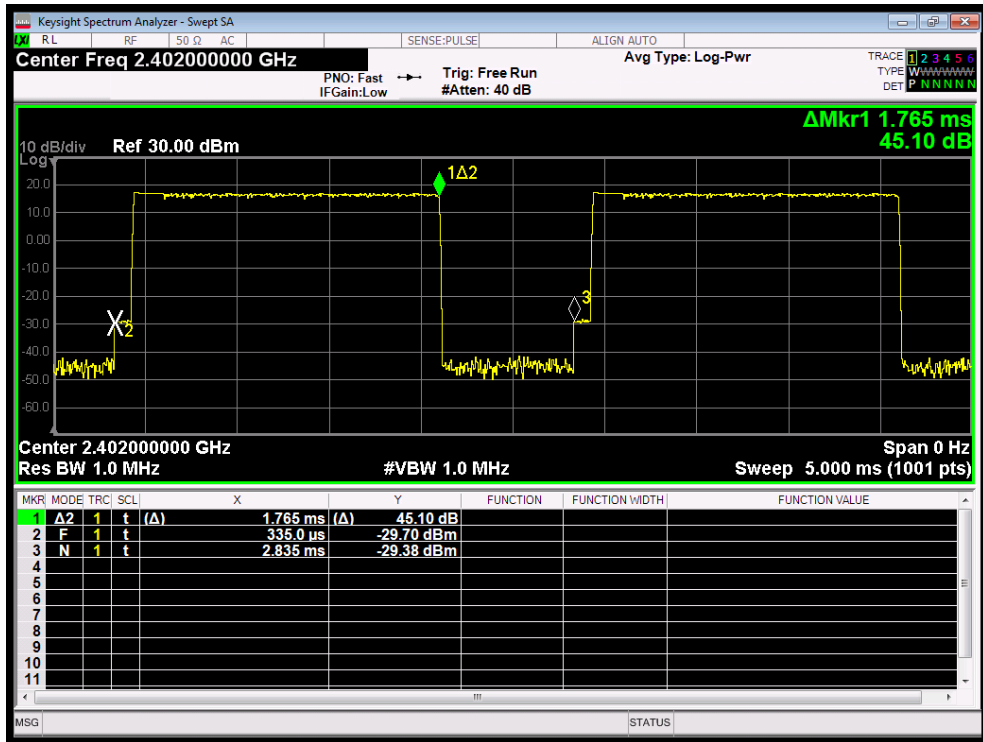 Keysight Spectrum Analyzer - Swept SA
LXI RL RF 50 Ω AC SENSE:PULSE ALIGN AUTO
Center Freq 2.402000000 GHz Avg Type: Log-Pwr TRACE 1 2 3 4 5 6
PNO: Fast Trig: Free Run TYPE W
IFGain:Low #Atten: 40 dB DET P N N N N N
ΔMkr1 1.765 ms
10 dB/div Ref 30.00 dBm 45.10 dB
Log
1Δ2
20.0
10.0
0.00
-10.0
-20.0
3
-30.0
X2
-40.0
-50.0
-60.0
Center 2.402000000 GHz Span 0 Hz
Res BW 1.0 MHz #VBW 1.0 MHz Sweep 5.000 ms (1001 pts)
MKR MODE TRC SCL X Y FUNCTION FUNCTION WIDTH FUNCTION VALUE
1 Δ2 1 t (Δ) 1.765 ms (Δ) 45.10 dB
2 F 1 t 335.0 μs -29.70 dBm
3 N 1 t 2.835 ms -29.38 dBm
4
5
6
7
8
9
10
11
MSG STATUS